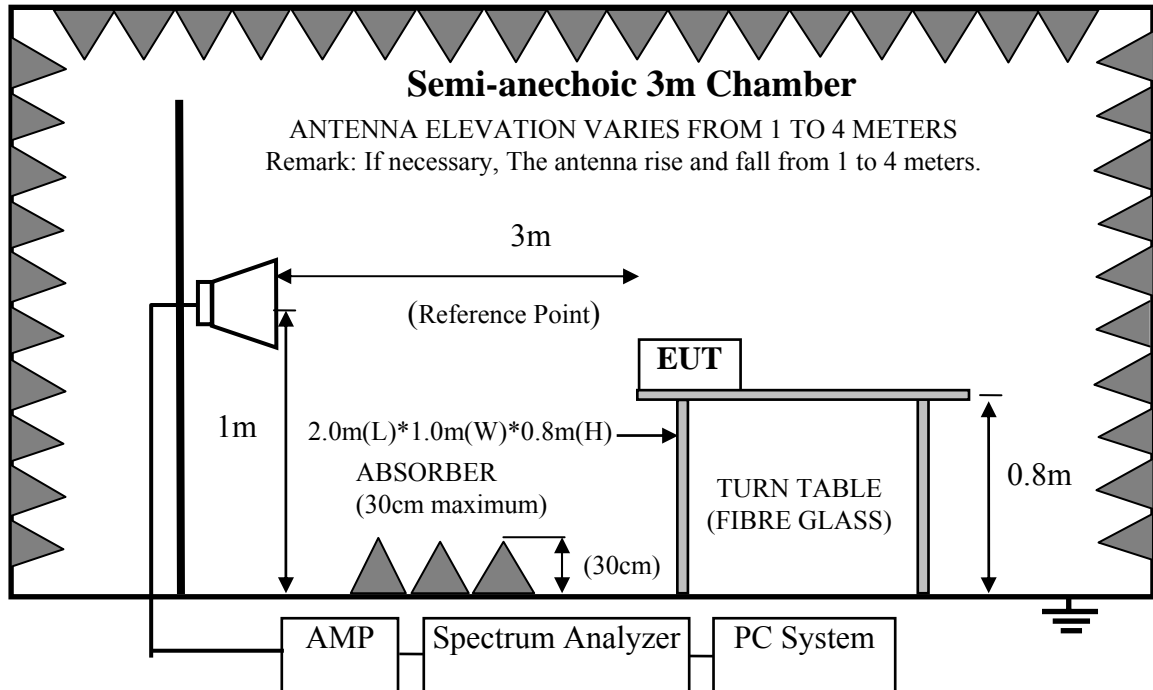 Semi-anechoic 3m Chamber
ANTENNA ELEVATION VARIES FROM 1 TO 4 METERS
Remark: If necessary, The antenna rise and fall from 1 to 4 meters.
3m
(Reference Point)
EUT
1m
2.0m(L)*1.0m(W)*0.8m(H)
ABSORBER
(30cm maximum)
TURN TABLE
(FIBRE GLASS)
0.8m
(30cm)
AMP
Spectrum Analyzer
PC System